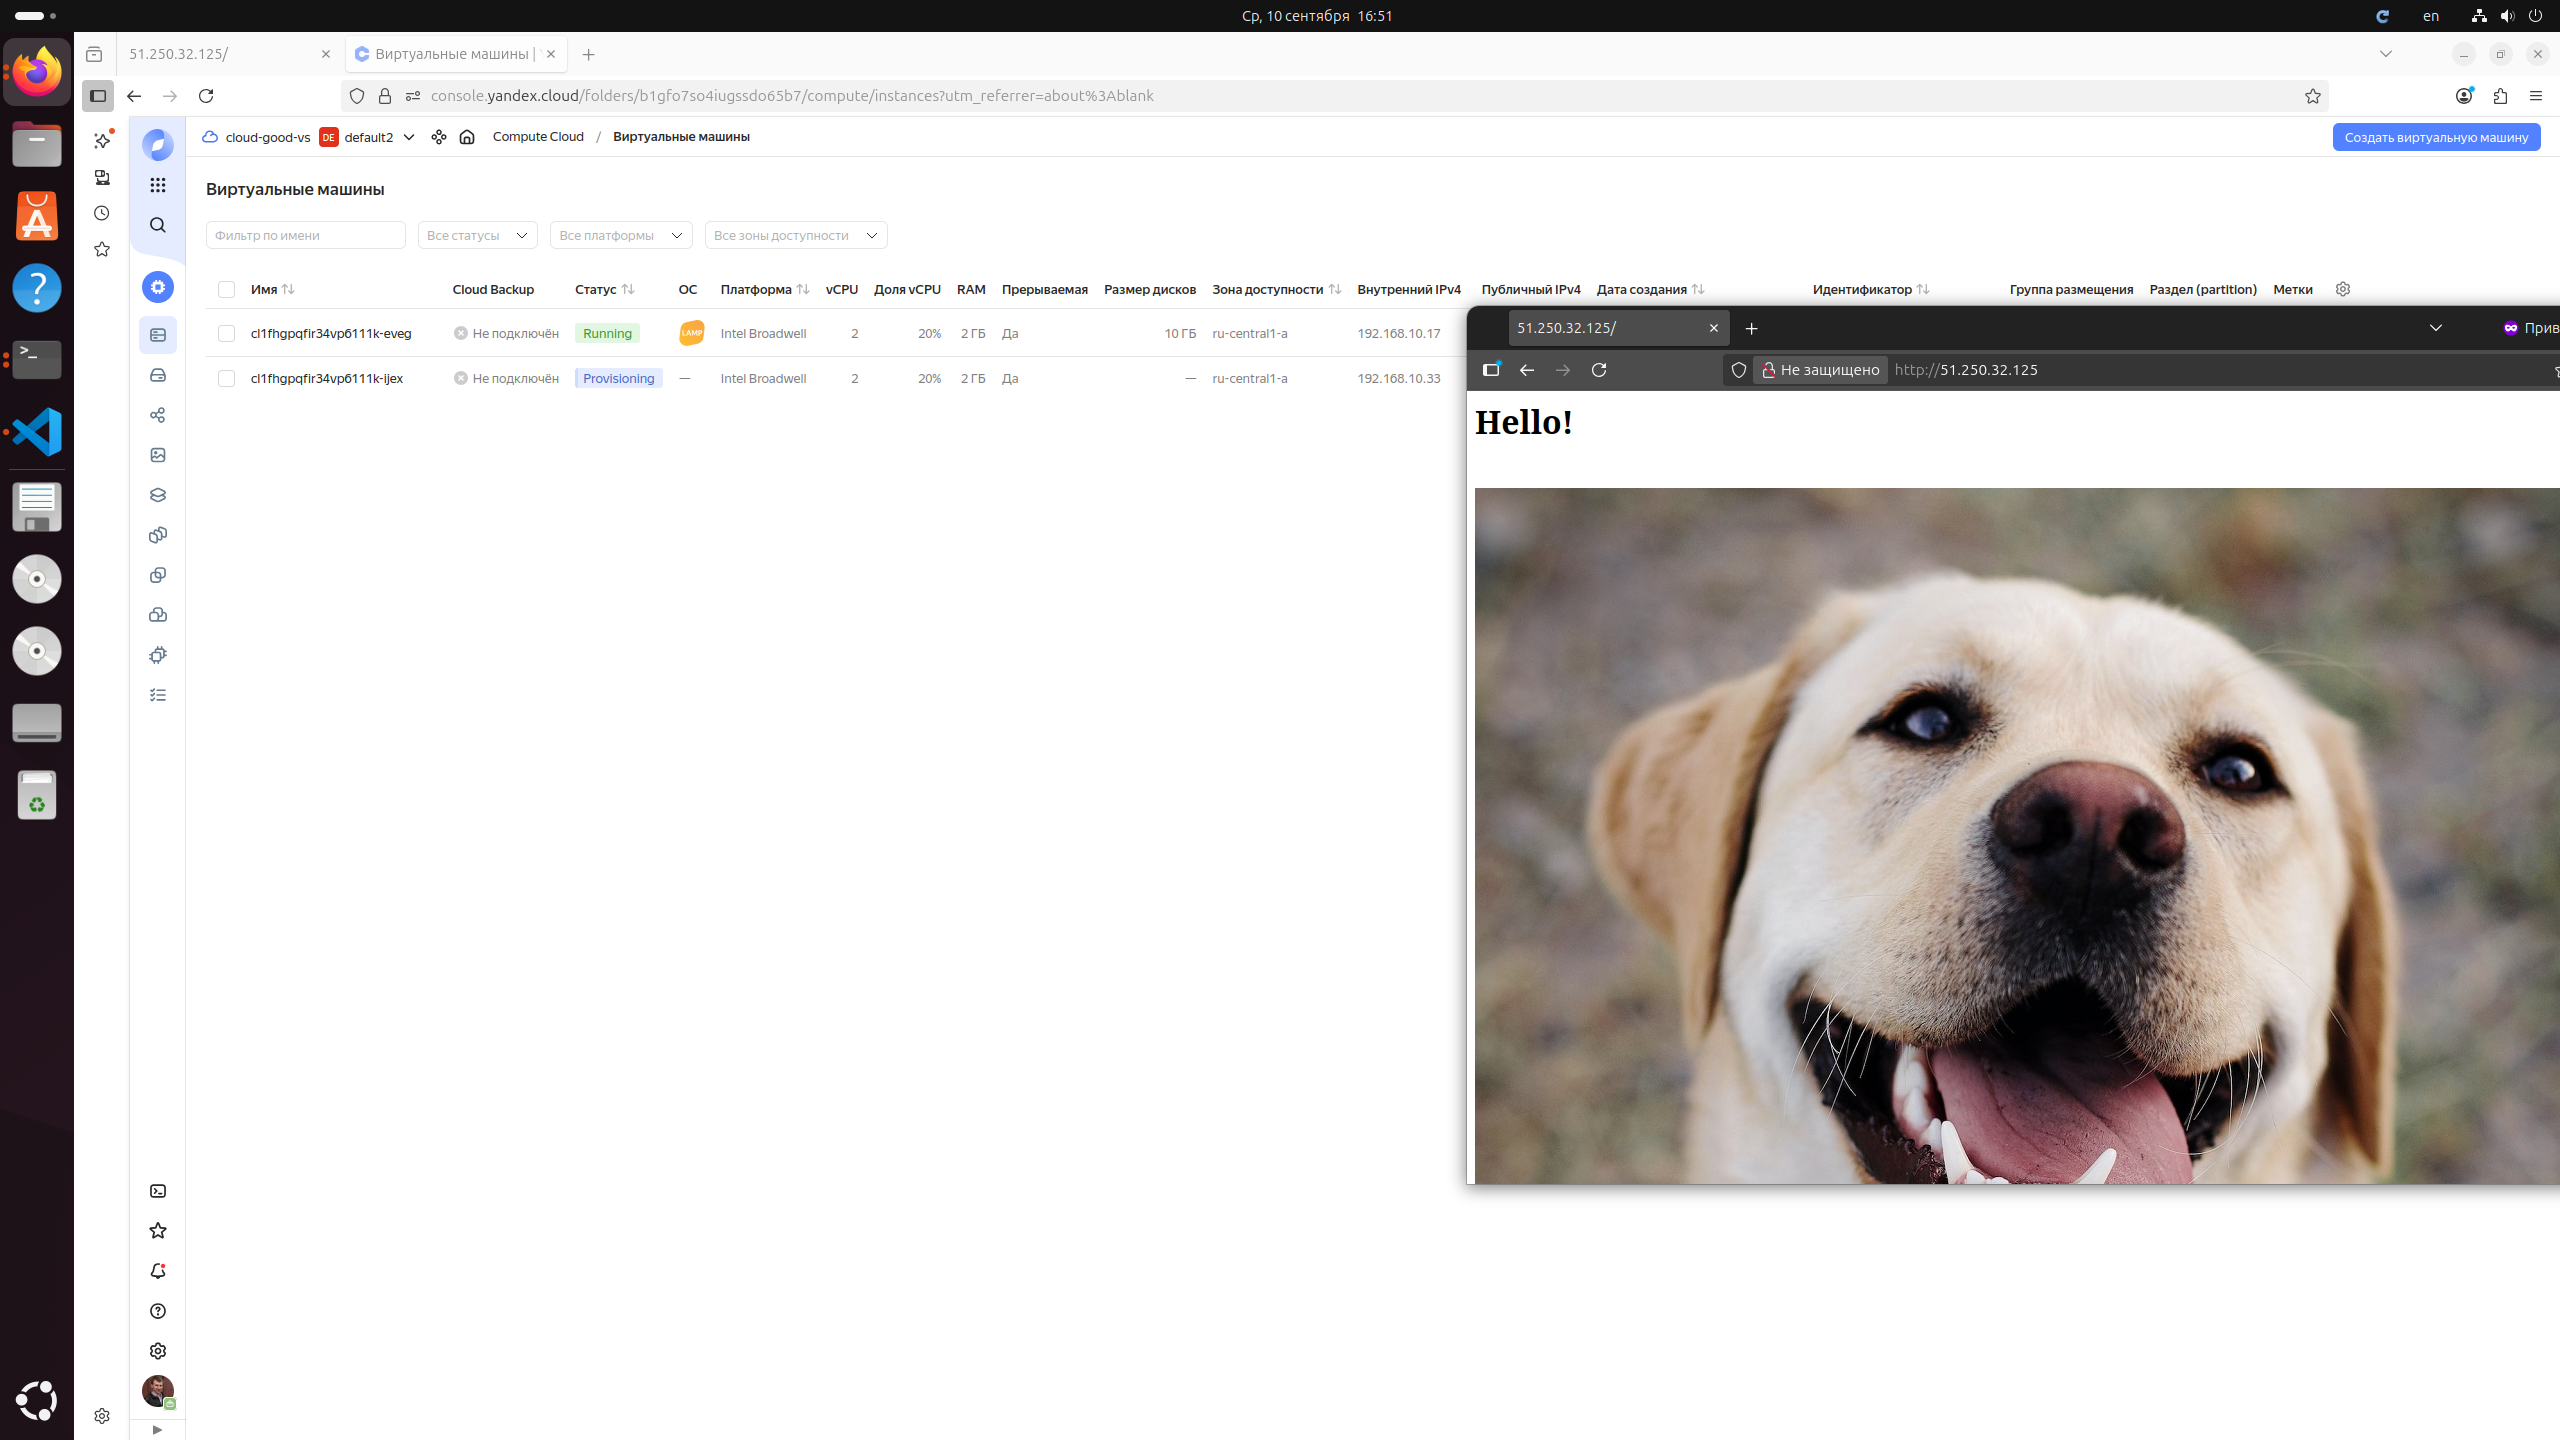 Ср, 10 сентября 16:51
en
51.250.32.125/
Виртуальные машины |
console.yandex.cloud/folders/b1gfo7so4iugssdo65b7/compute/instances?utm_referrer=about%3Ablank
cloud-good-vs DE default2 Compute Cloud / Виртуальные машины
Создать виртуальную машину
Виртуальные машины
Фильтр по имени Все статусы Все платформы Все зоны доступности
Имя Cloud Backup Статус ОС Платформа vCPU Доля vCPU RAM Прерываемая Размер дисков Зона доступности Внутренний IPv4 Публичный IPv4 Дата создания Идентификатор Группа размещения Раздел (partition) Метки
cl1fhgpqfir34vp6111k-eveg Не подключён Running LAMP Intel Broadwell 2 20% 2 ГБ Да 10 ГБ ru-central1-a 192.168.10.17
cl1fhgpqfir34vp6111k-ijex Не подключён Provisioning — Intel Broadwell 2 20% 2 ГБ Да — ru-central1-a 192.168.10.33
51.250.32.125/
Прив
Не защищено http://51.250.32.125
Hello!